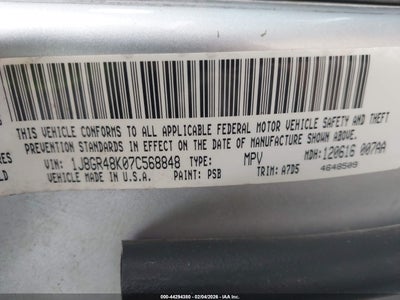 THIS VEHICLE CONFORMS TO ALL APPLICABLE FEDERAL MOTOR VEHICLE SAFETY AND THEFT
PREVENTION STANDARDS IN EFFECT ON THE DATE OF MANUFACTURE SHOWN ABOVE.
VIN: 1J8GR48K07C568848 TYPE: MPV MDH: 120616 007AA
VEHICLE MADE IN U.S.A. PAINT: PSB TRIM: A7D5 4648509
000-44294360 - 02/04/2026 - IAA Inc.